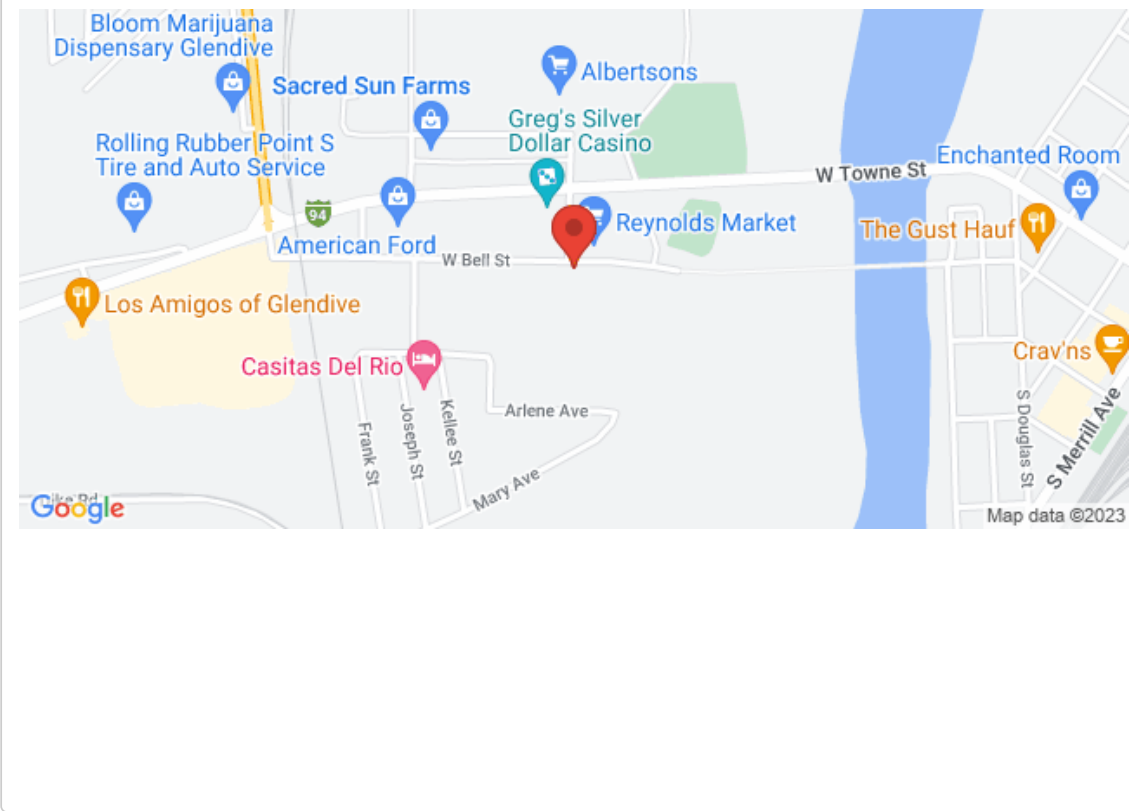 Bloom Marijuana
Dispensary Glendive
Albertsons
Sacred Sun Farms
Greg's Silver
Dollar Casino
Rolling Rubber Point S
Tire and Auto Service
Enchanted Room
W Towne St
94
American Ford
Reynolds Market
The Gust Hauf
W Bell St
Los Amigos of Glendive
Crav'ns
Casitas Del Rio
Arlene Ave
Frank St
Joseph St
Kellee St
Mary Ave
S Douglas St
S Merrill Ave
Rd
Google
Map data ©2023